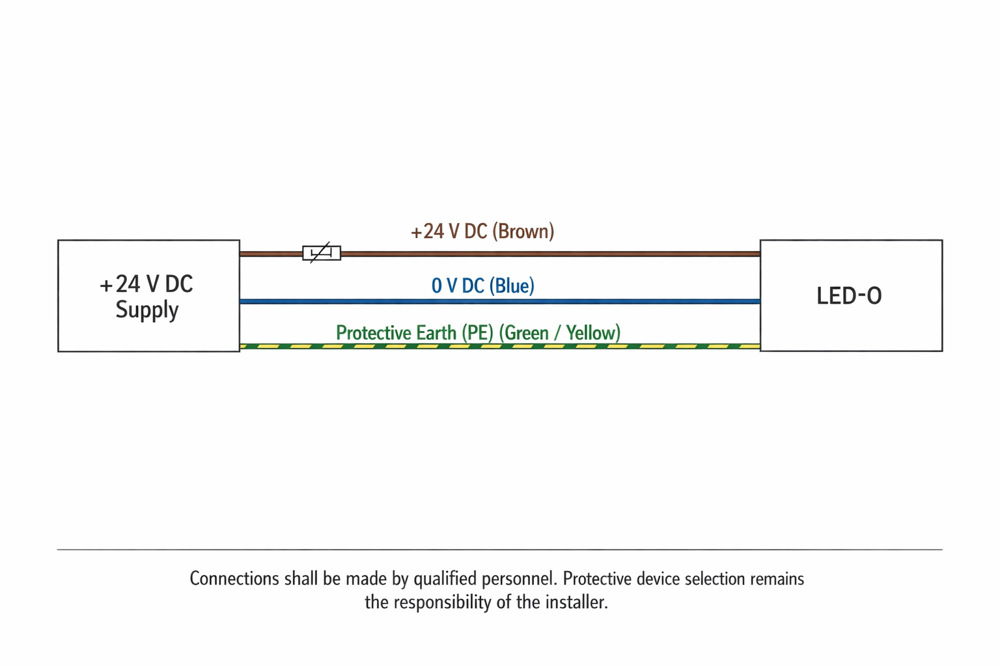 +24 V DC (Brown)
+24 V DC
Supply
0 V DC (Blue)
LED-O
Protective Earth (PE) (Green / Yellow)
Connections shall be made by qualified personnel. Protective device selection remains
the responsibility of the installer.